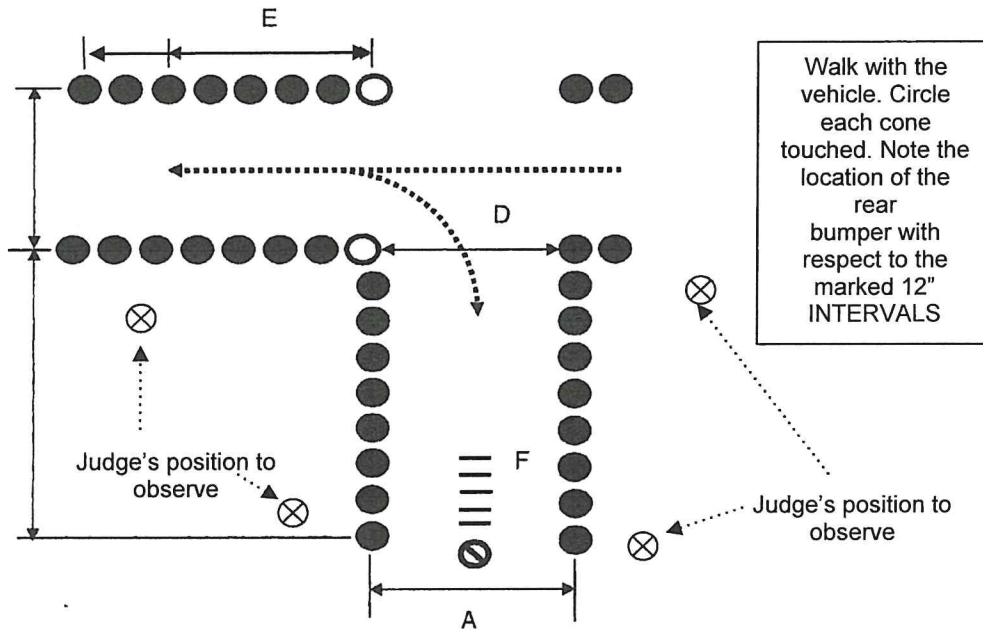 E
Walk with the
vehicle. Circle
each cone
touched. Note the
location of the
rear
bumper with
respect to the
marked 12"
INTERVALS
D
F
Judge's position to
observe
Judge's position to
observe
A